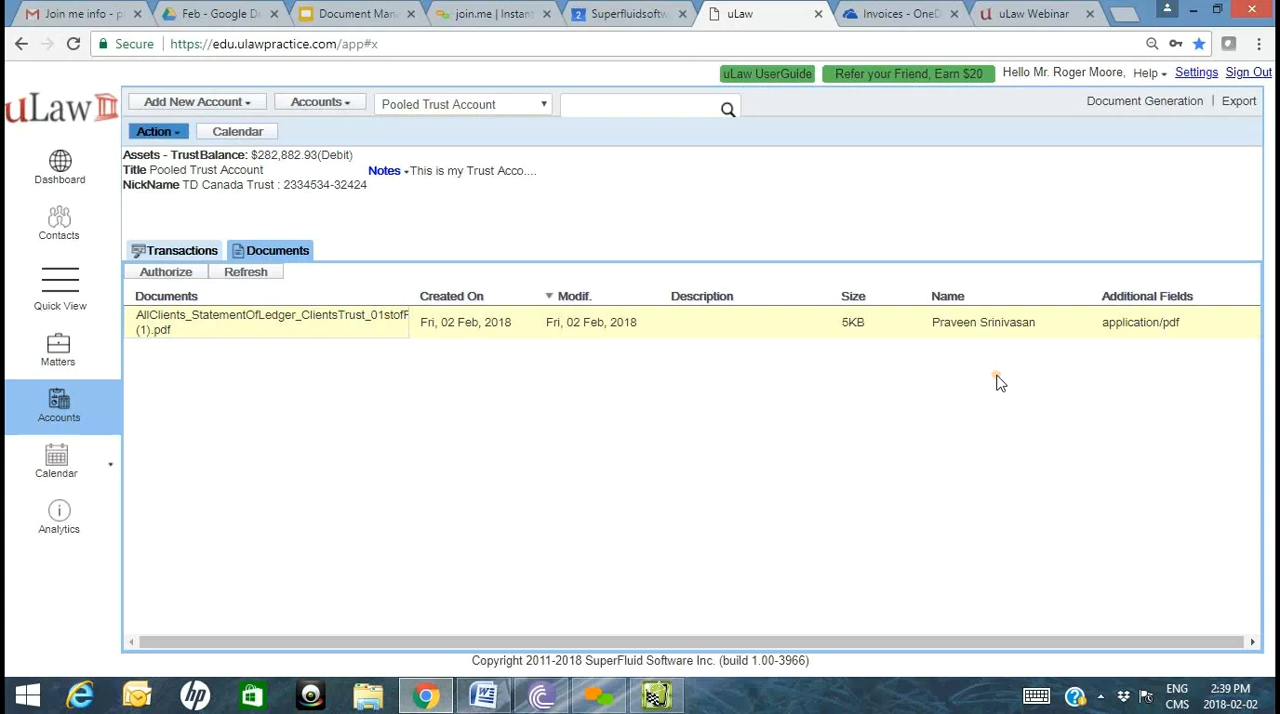 Join me info -
Feb - Google D
Document Man
join.me | Instant
Superfluidsoftw
uLaw
Invoices - OneD
uLaw Webinar
Secure
https://edu.ulawpractice.com/app#x
uLaw UserGuide
Refer your Friend, Earn $20
Hello Mr. Roger Moore,
Help
Settings
Sign Out
uLaw
Add New Account
Accounts
Pooled Trust Account
Document Generation | Export
Action
Calendar
Assets - TrustBalance: $282,882.93(Debit)
Title Pooled Trust Account
Notes -This is my Trust Acco....
NickName TD Canada Trust : 2334534-32424
Dashboard
Contacts
Quick View
Matters
Accounts
Calendar
Analytics
Transactions
Documents
Authorize
Refresh
Documents Created On Modif. Description Size Name Additional Fields
AllClients_StatementOfLedger_ClientsTrust_01stofF
(1).pdf
Fri, 02 Feb, 2018 Fri, 02 Feb, 2018 5KB Praveen Srinivasan application/pdf
Copyright 2011-2018 SuperFluid Software Inc. (build 1.00-3966)
ENG 2:39 PM
CMS 2018-02-02